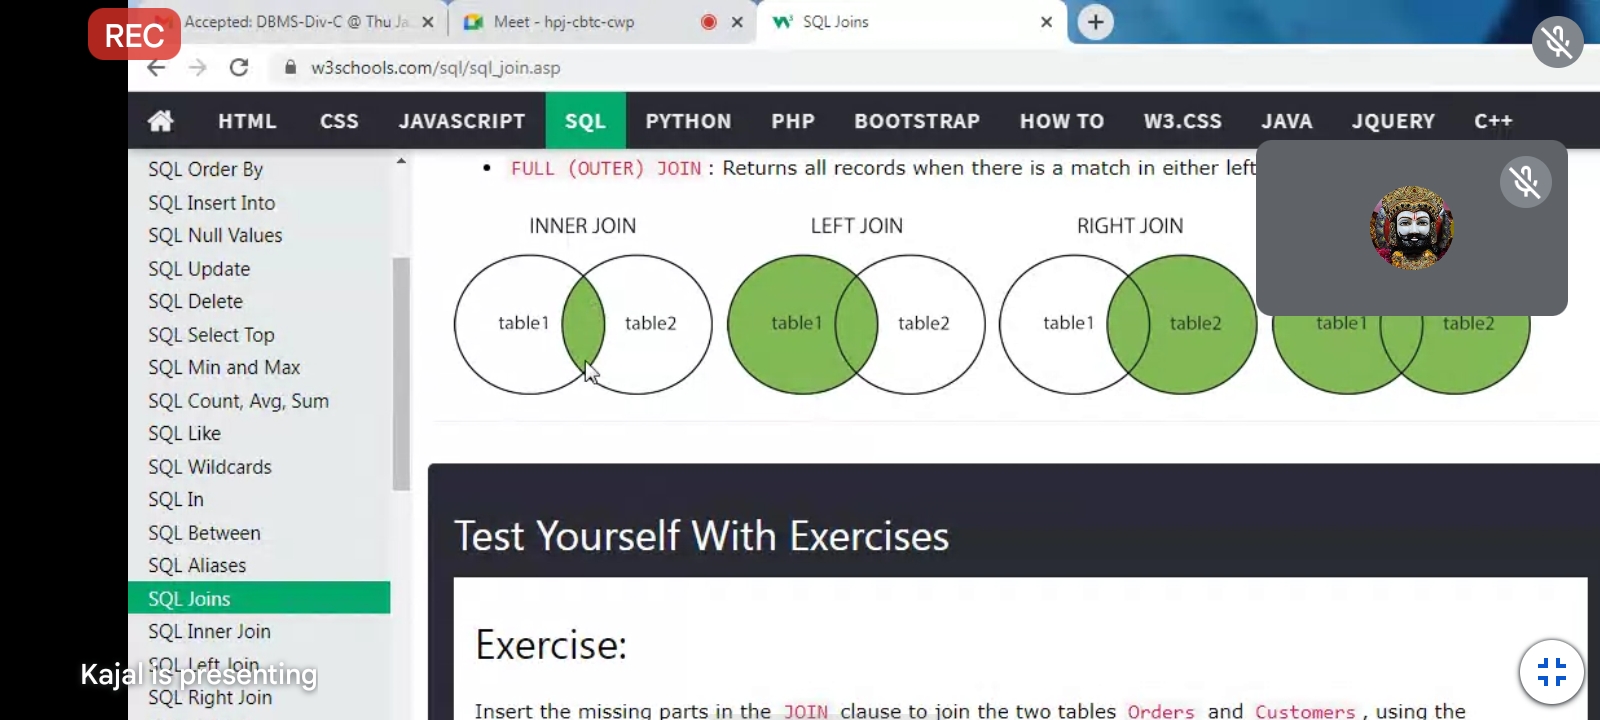 REC
Accepted: DBMS-Div-C @ Thu Ja
Meet - hpj-cbtc-cwp
SQL Joins
w3schools.com/sql/sql_join.asp
HTML CSS JAVASCRIPT SQL PYTHON PHP BOOTSTRAP HOW TO W3.CSS JAVA JQUERY C++
SQL Order By
SQL Insert Into
SQL Null Values
SQL Update
SQL Delete
SQL Select Top
SQL Min and Max
SQL Count, Avg, Sum
SQL Like
SQL Wildcards
SQL In
SQL Between
SQL Aliases
SQL Joins
SQL Inner Join
SQL Left Join
SQL Right Join
Kajal is presenting
• FULL (OUTER) JOIN : Returns all records when there is a match in either left
INNER JOIN LEFT JOIN RIGHT JOIN
table1 table2 table1 table2 table1 table2 table1 table2
Test Yourself With Exercises
Exercise:
Insert the missing parts in the JOIN clause to join the two tables Orders and Customers, using the